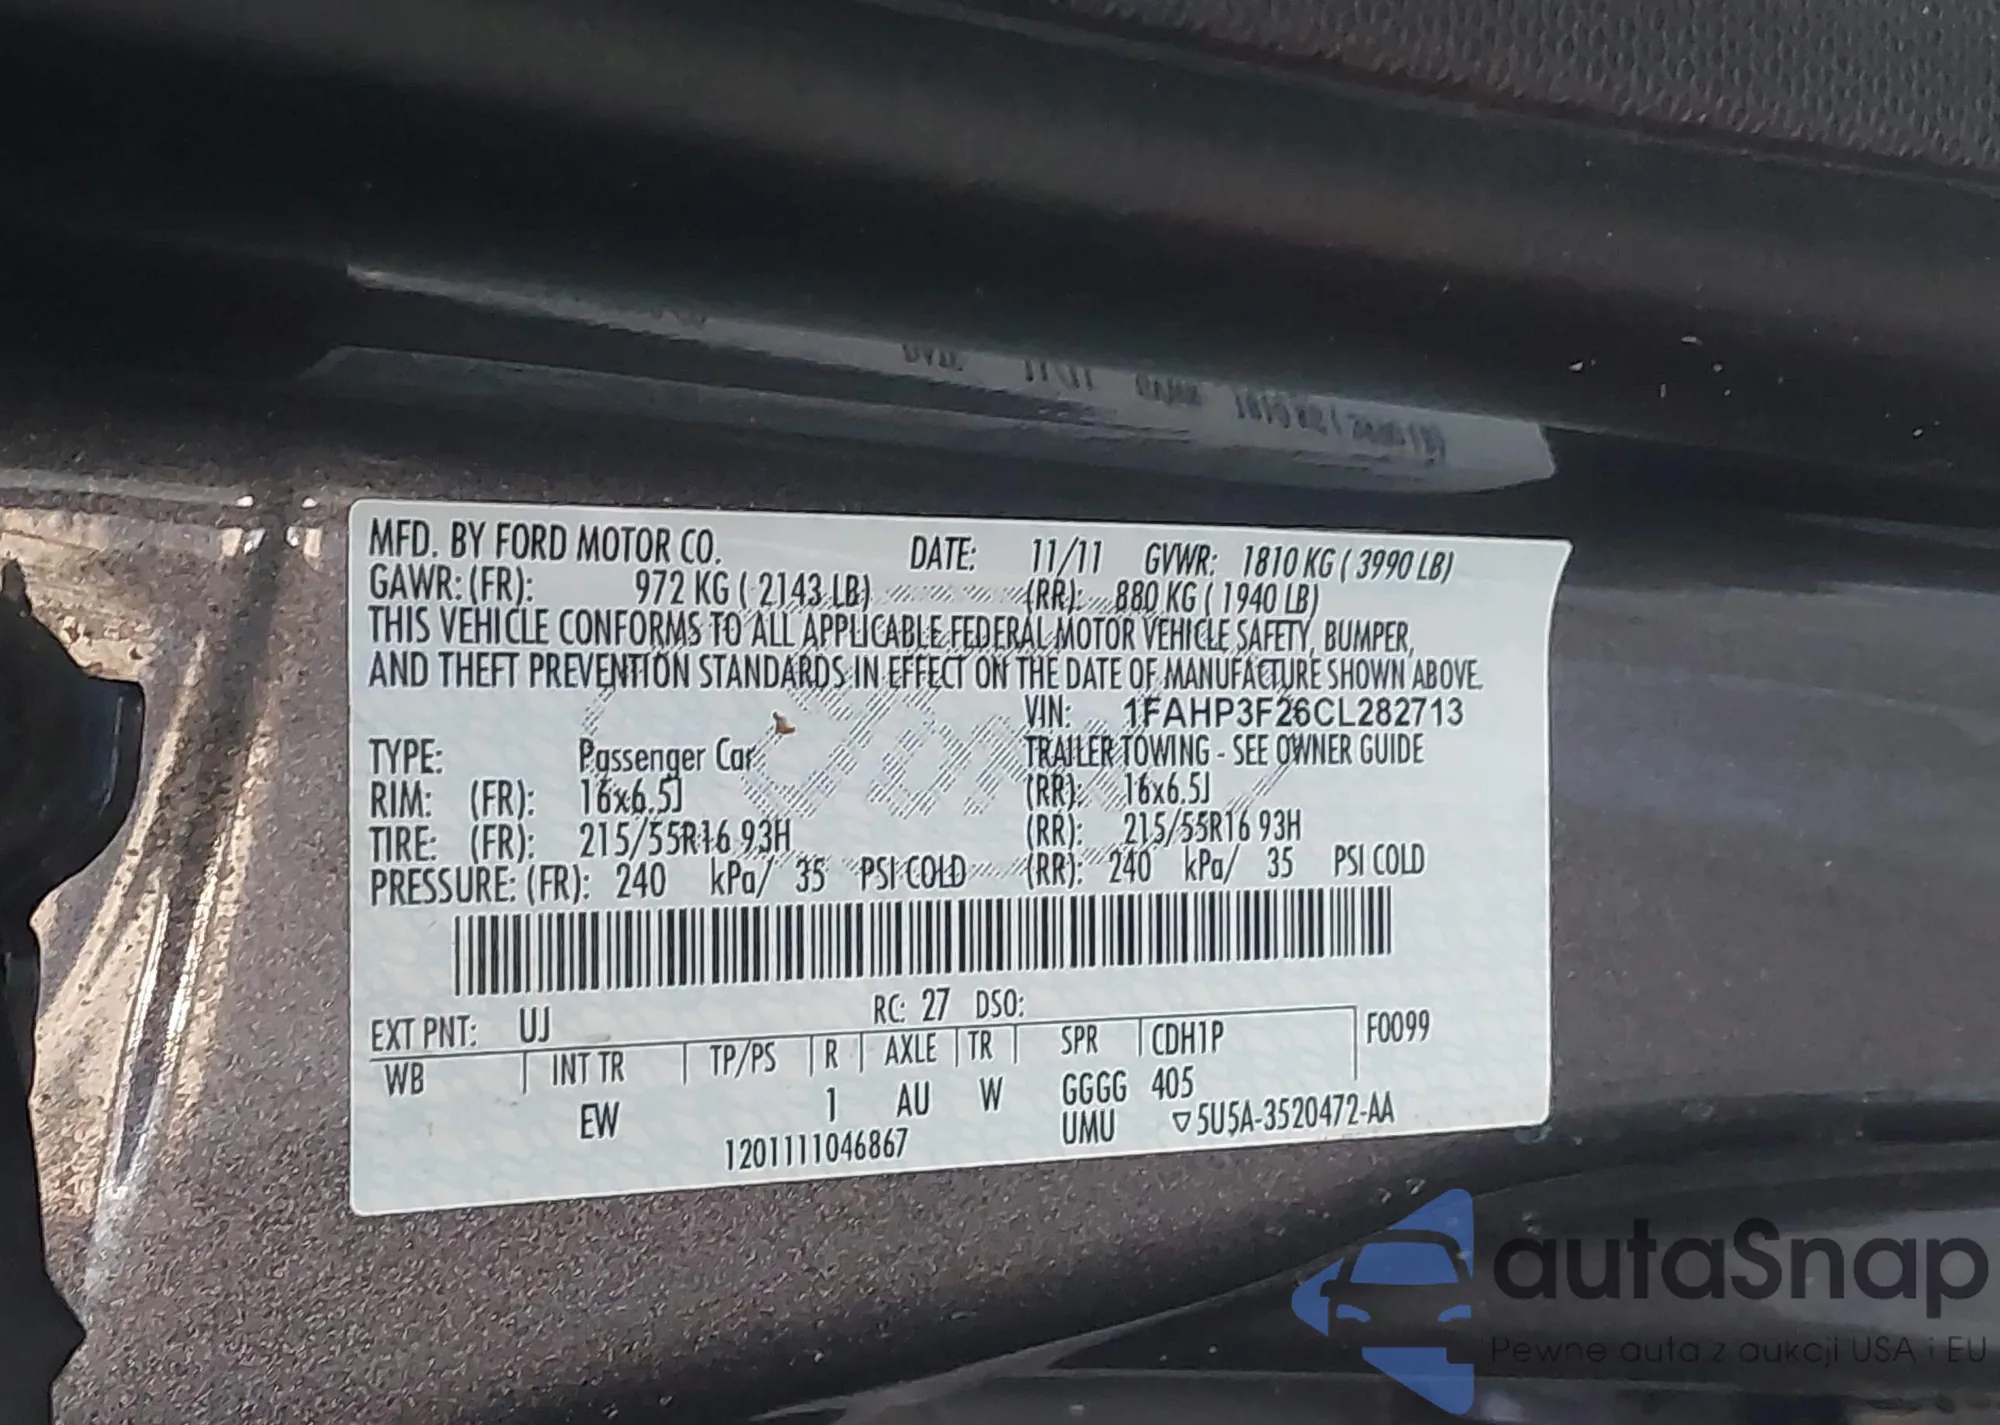 MFD. BY FORD MOTOR CO. DATE: 11/11 GVWR: 1810 KG ( 3990 LB)
GAWR: (FR): 972 KG ( 2143 LB) (RR): 880 KG ( 1940 LB)
THIS VEHICLE CONFORMS TO ALL APPLICABLE FEDERAL MOTOR VEHICLE SAFETY, BUMPER,
AND THEFT PREVENTION STANDARDS IN EFFECT ON THE DATE OF MANUFACTURE SHOWN ABOVE.
VIN: 1FAHP3F26CL282713
TYPE: Passenger Car TRAILER TOWING - SEE OWNER GUIDE
RIM: (FR): 16x6.5J (RR): 16x6.5J
TIRE: (FR): 215/55R16 93H (RR): 215/55R16 93H
PRESSURE: (FR): 240 kPa/ 35 PSI COLD (RR): 240 kPa/ 35 PSI COLD
EXT PNT: UJ RC: 27 DSO:
WB INT TR TP/PS R AXLE TR SPR CDH1P F0099
EW 1 AU W GGGG 405
1201111046867 UMU ▽5U5A-3520472-AA
autaSnap
Pewne auta z aukcji USA i EU